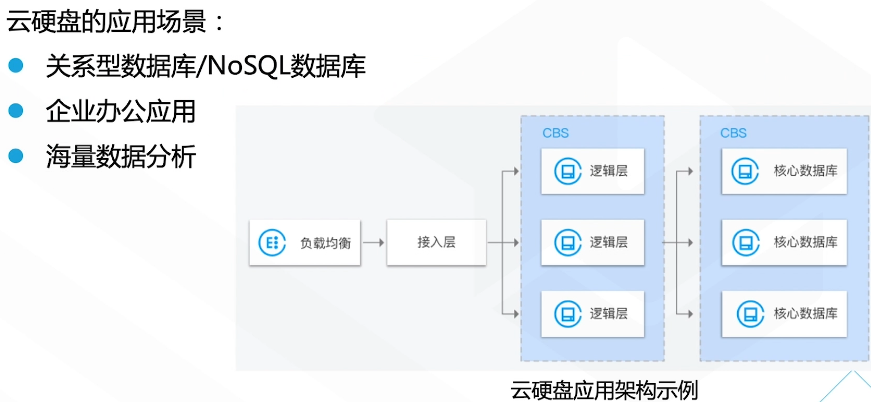 云硬盘的应用场景：
关系型数据库/NoSQL数据库
企业办公应用
海量数据分析
CBS
CBS
逻辑层
核心数据库
负载均衡
接入层
逻辑层
核心数据库
逻辑层
核心数据库
云硬盘应用架构示例